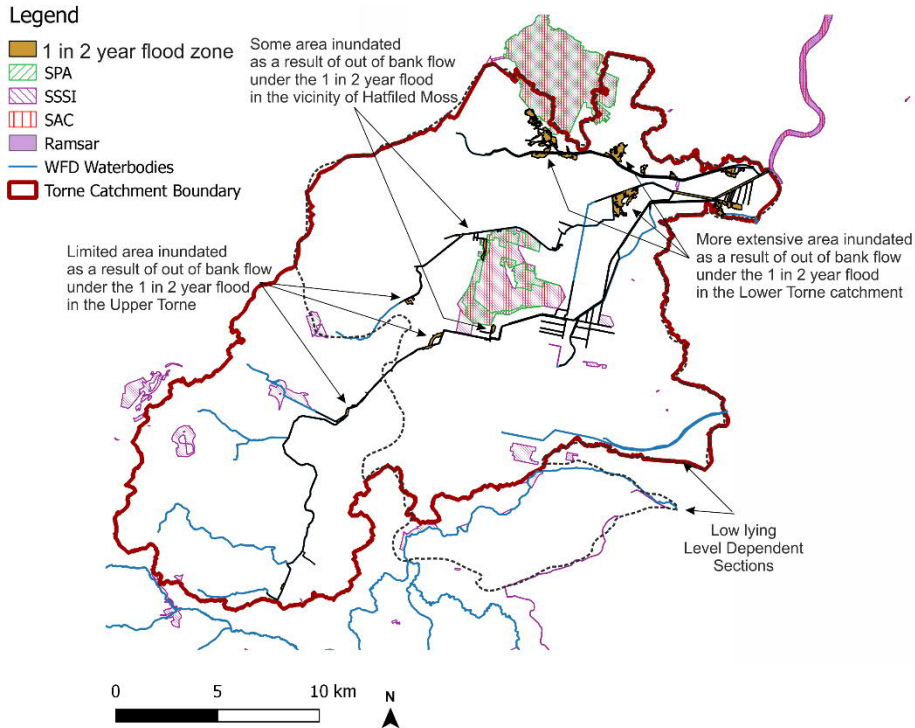 Legend
1 in 2 year flood zone
SPA
SSSI
SAC
Ramsar
WFD Waterbodies
Torne Catchment Boundary
Some area inundated
as a result of out of bank flow
under the 1 in 2 year flood
in the vicinity of Hatfiled Moss
Limited area inundated
as a result of out of bank flow
under the 1 in 2 year flood
in the Upper Torne
More extensive area inundated
as a result of out of bank flow
under the 1 in 2 year flood
in the Lower Torne catchment
Low lying
Level Dependent
Sections
0 5 10 km
N